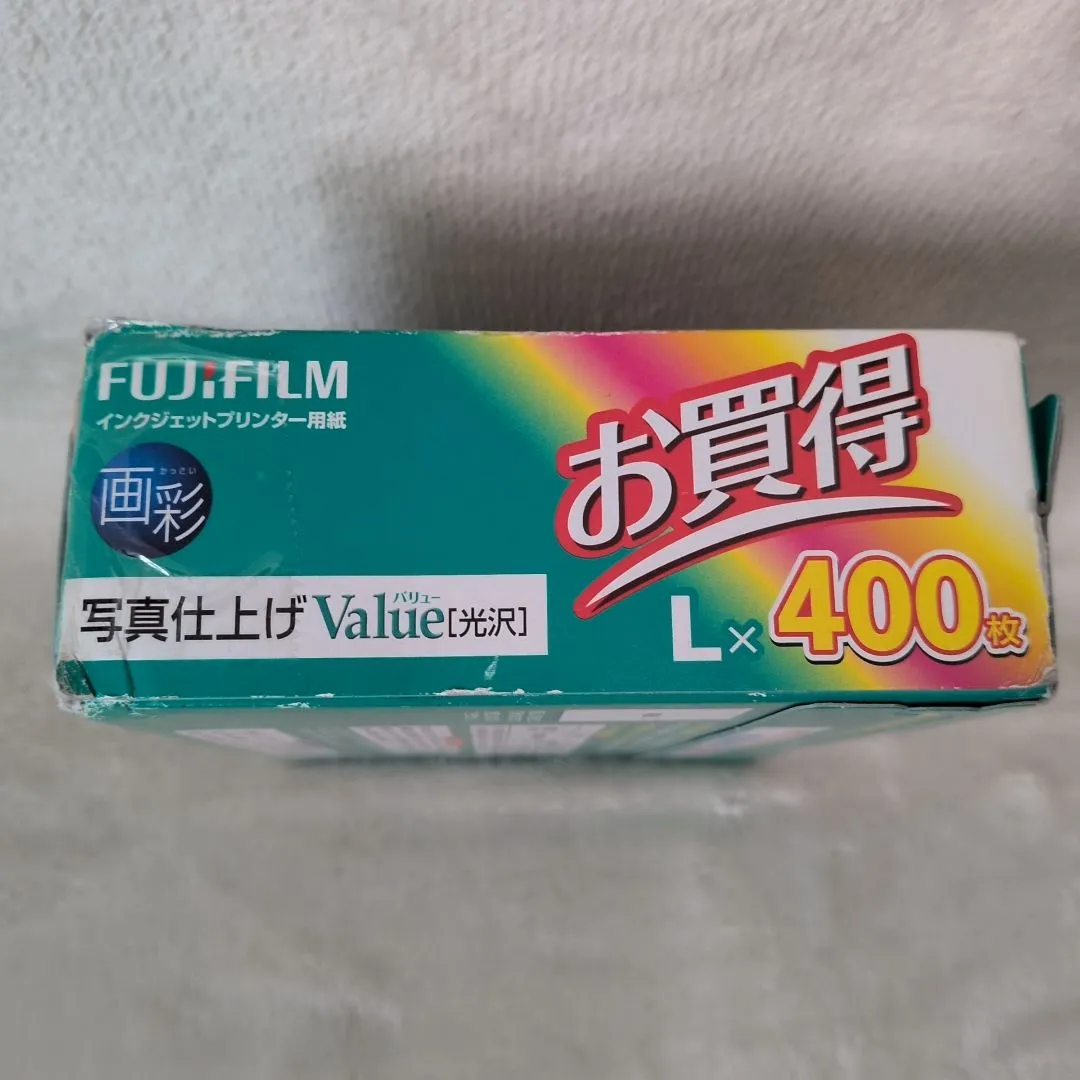 FUJIFILM
インクジェットプリンター用紙
かっさい
画彩
写真仕上げValue[光沢]
バリュー
お買得
L×400枚